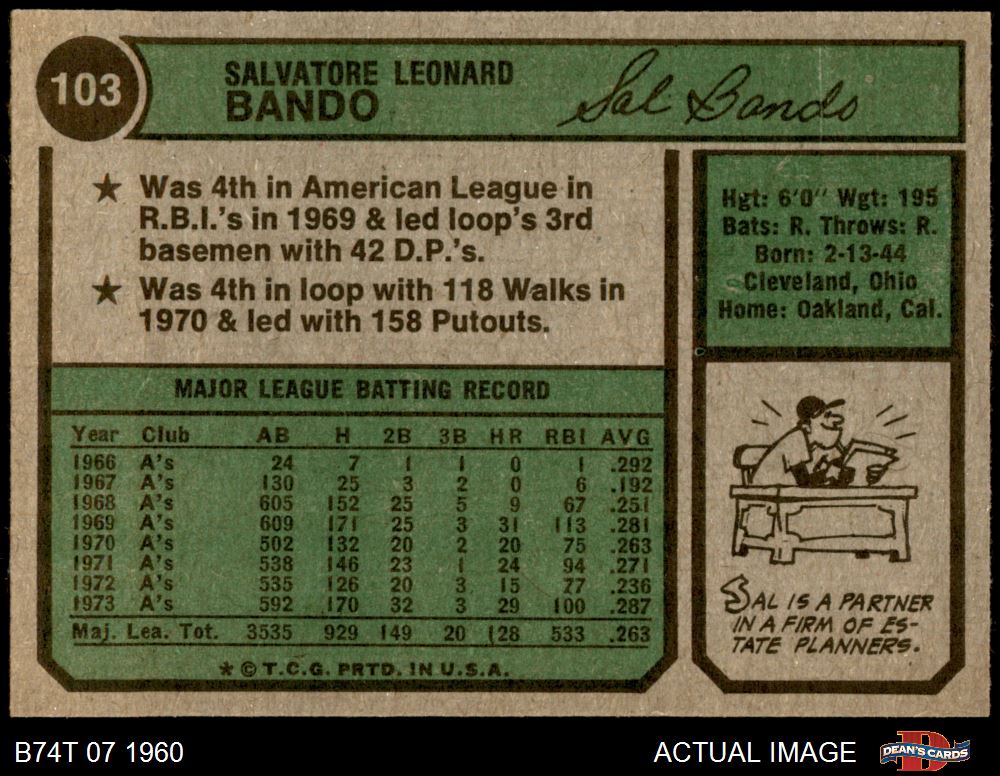 103
SALVATORE LEONARD
BANDO
Sal Bando
★ Was 4th in American League in
R.B.I.'s in 1969 & led loop's 3rd
basemen with 42 D.P.'s.
★ Was 4th in loop with 118 Walks in
1970 & led with 158 Putouts.
Hgt: 6'0" Wgt: 195
Bats: R. Throws: R.
Born: 2-13-44
Cleveland, Ohio
Home: Oakland, Cal.
MAJOR LEAGUE BATTING RECORD
Year Club AB H 2B 3B HR RBI AVG
1966 A's 24 7 1 1 0 1 .292
1967 A's 130 25 3 2 0 6 .192
1968 A's 605 152 25 5 9 67 .251
1969 A's 609 171 25 3 31 113 .281
1970 A's 502 132 20 2 20 75 .263
1971 A's 538 146 23 1 24 94 .271
1972 A's 535 126 20 3 15 77 .236
1973 A's 592 170 32 3 29 100 .287
Maj. Lea. Tot. 3535 929 149 20 128 533 .263
★ © T.C.G. PRTD. IN U.S.A.
SAL IS A PARTNER
IN A FIRM OF ES-
TATE PLANNERS.
B74T 07 1960
ACTUAL IMAGE
DEAN'S CARDS